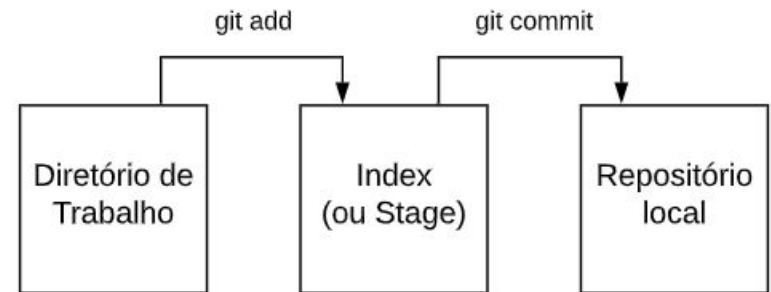 git add
git commit
Diretório de
Trabalho
Index
(ou Stage)
Repositório
local